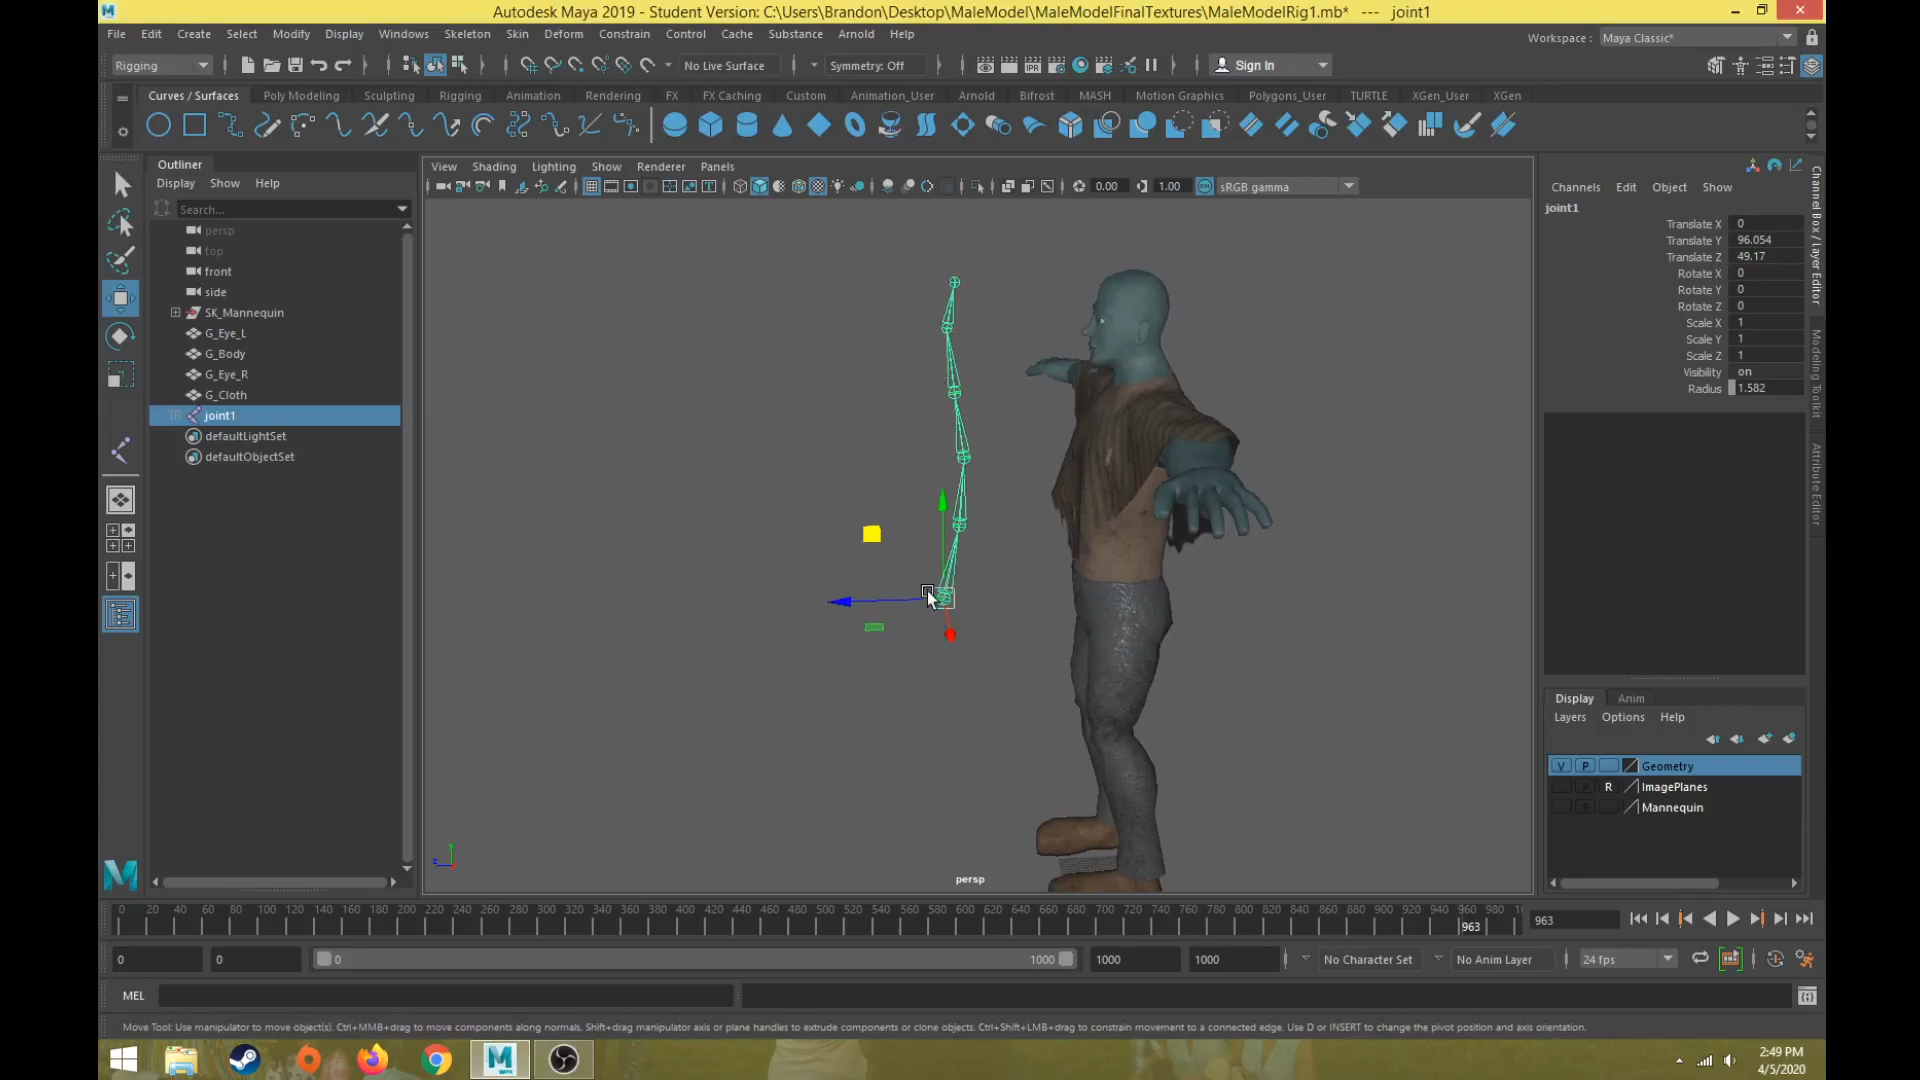 Autodesk Maya 2019 - Student Version: C:\Users\Brandon\Desktop\MaleModel\MaleModelFinalTextures\MaleModelRig1.mb* --- joint1
File Edit Create Select Modify Display Windows Skeleton Skin Deform Constrain Control Cache Substance Arnold Help
Workspace : Maya Classic*
Rigging No Live Surface Symmetry: Off Sign In
Curves / Surfaces Poly Modeling Sculpting Rigging Animation Rendering FX FX Caching Custom Animation_User Arnold Bifrost MASH Motion Graphics Polygons_User TURTLE XGen_User XGen
Outliner
Display Show Help
Search...
persp
top
front
side
SK_Mannequin
G_Eye_L
G_Body
G_Eye_R
G_Cloth
joint1
defaultLightSet
defaultObjectSet
View Shading Lighting Show Renderer Panels
0.00 1.00 sRGB gamma
y
z
persp
Channels Edit Object Show
joint1
Translate X 0
Translate Y 96.054
Translate Z 49.17
Rotate X 0
Rotate Y 0
Rotate Z 0
Scale X 1
Scale Y 1
Scale Z 1
Visibility on
Radius 1.582
Channel Box / Layer Editor
Modeling Toolkit
Attribute Editor
Display Anim
Layers Options Help
V P Geometry
R ImagePlanes
Mannequin
0 20 40 60 80 100 120 140 160 180 200 220 240 260 280 300 320 340 360 380 400 420 440 460 480 500 520 540 560 580 600 620 640 660 680 700 720 740 760 780 800 820 840 860 880 900 920 940 960 980
963
963
0 0 0 1000 1000 1000 No Character Set No Anim Layer 24 fps
MEL
Move Tool: Use manipulator to move object(s). Ctrl+MMB+drag to move components along normals. Shift+drag manipulator axis or plane handles to extrude components or clone objects. Ctrl+Shift+LMB+drag to constrain movement to a connected edge. Use D or INSERT to change the pivot position and axis orientation.
2:49 PM
4/5/2020